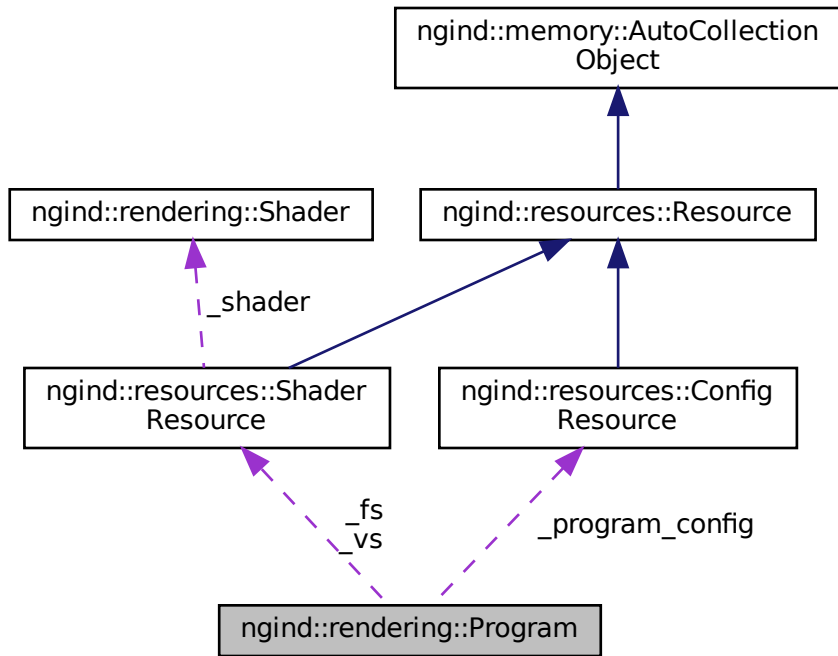 ngind::memory::AutoCollection
Object
ngind::rendering::Shader
ngind::resources::Resource
_shader
ngind::resources::Shader
Resource
ngind::resources::Config
Resource
_fs
_vs
_program_config
ngind::rendering::Program